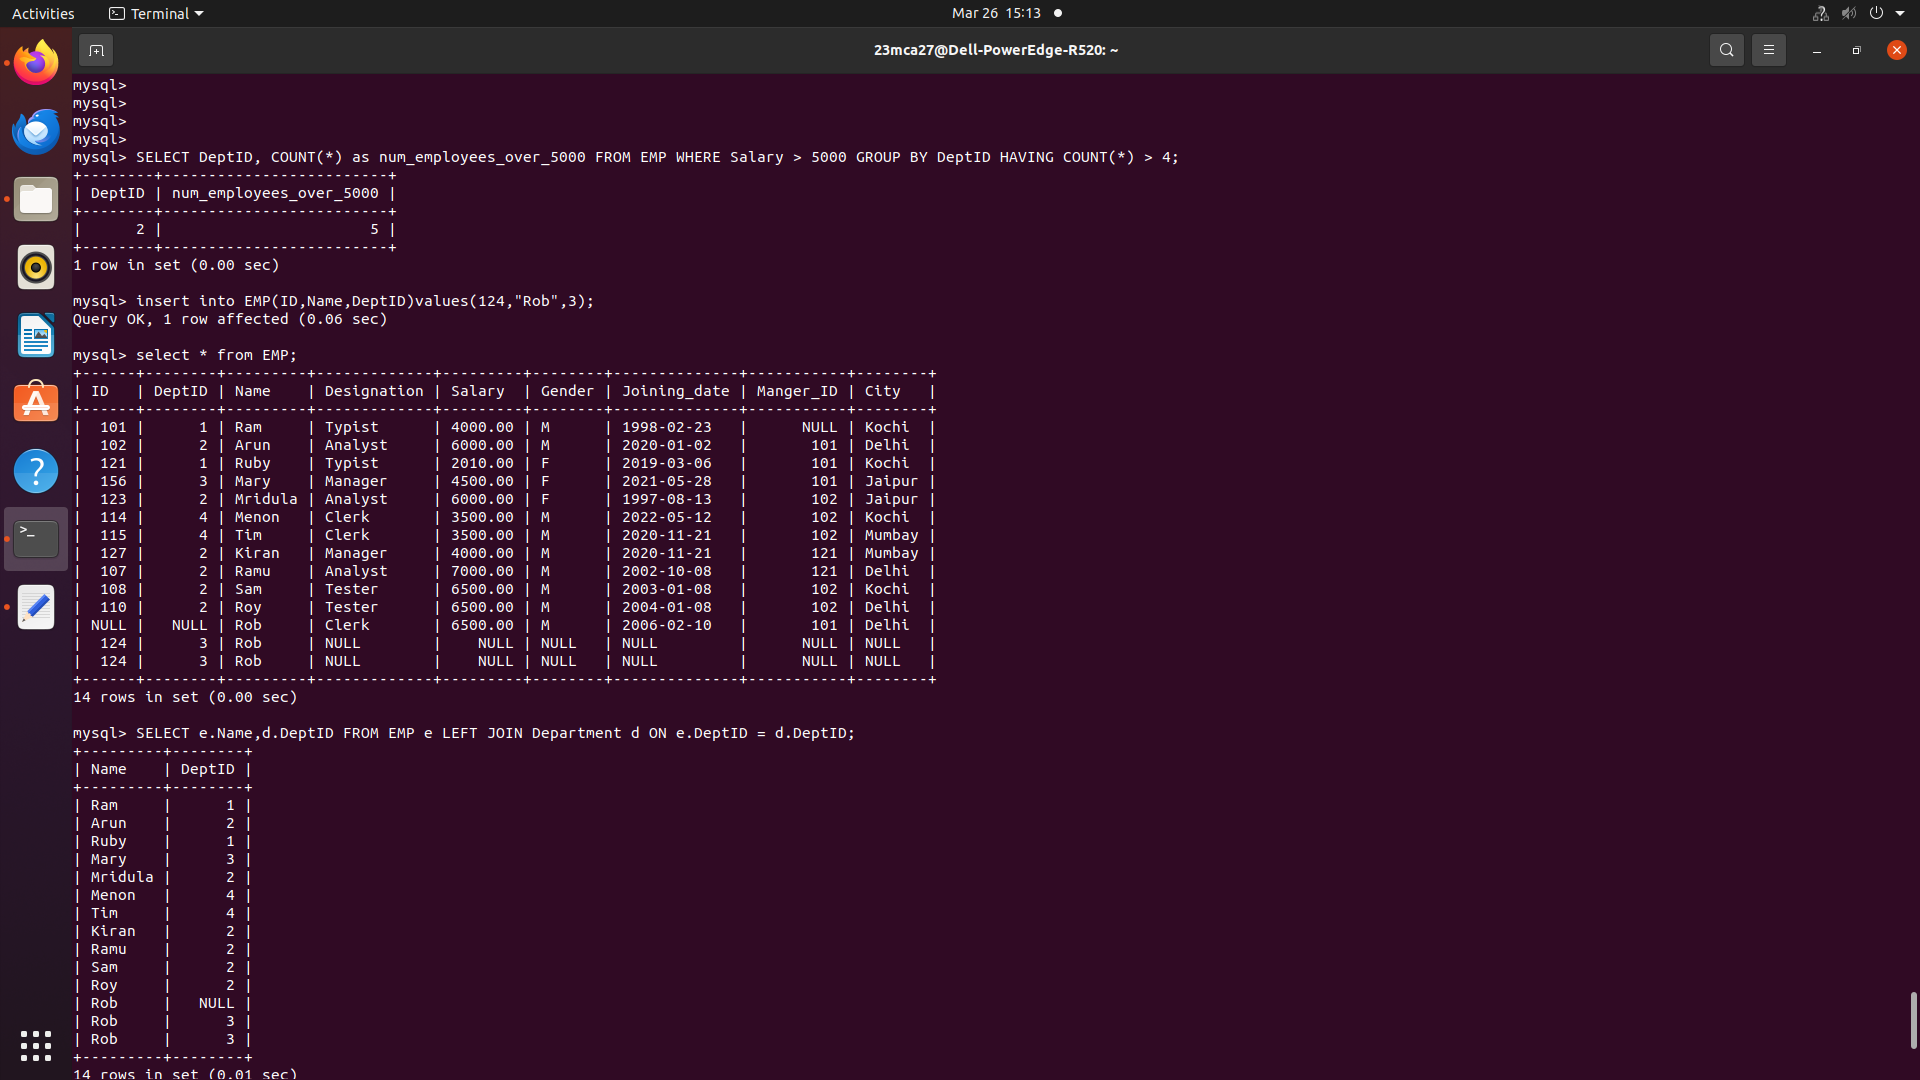 Activities
Terminal
Mar 26 15:13
23mca27@Dell-PowerEdge-R520: ~
mysql>
mysql>
mysql>
mysql>
mysql> SELECT DeptID, COUNT(*) as num_employees_over_5000 FROM EMP WHERE Salary > 5000 GROUP BY DeptID HAVING COUNT(*) > 4;
+--------+-------------------------+
| DeptID | num_employees_over_5000 |
+--------+-------------------------+
|      2 |                       5 |
+--------+-------------------------+
1 row in set (0.00 sec)

mysql> insert into EMP(ID,Name,DeptID)values(124,"Rob",3);
Query OK, 1 row affected (0.06 sec)

mysql> select * from EMP;
+------+--------+---------+-------------+---------+--------+--------------+-----------+--------+
| ID   | DeptID | Name    | Designation | Salary  | Gender | Joining_date | Manger_ID | City   |
+------+--------+---------+-------------+---------+--------+--------------+-----------+--------+
|  101 |      1 | Ram     | Typist      | 4000.00 | M      | 1998-02-23   |      NULL | Kochi  |
|  102 |      2 | Arun    | Analyst     | 6000.00 | M      | 2020-01-02   |       101 | Delhi  |
|  121 |      1 | Ruby    | Typist      | 2010.00 | F      | 2019-03-06   |       101 | Kochi  |
|  156 |      3 | Mary    | Manager     | 4500.00 | F      | 2021-05-28   |       101 | Jaipur |
|  123 |      2 | Mridula | Analyst     | 6000.00 | F      | 1997-08-13   |       102 | Jaipur |
|  114 |      4 | Menon   | Clerk       | 3500.00 | M      | 2022-05-12   |       102 | Kochi  |
|  115 |      4 | Tim     | Clerk       | 3500.00 | M      | 2020-11-21   |       102 | Mumbay |
|  127 |      2 | Kiran   | Manager     | 4000.00 | M      | 2020-11-21   |       121 | Mumbay |
|  107 |      2 | Ramu    | Analyst     | 7000.00 | M      | 2002-10-08   |       121 | Delhi  |
|  108 |      2 | Sam     | Tester      | 6500.00 | M      | 2003-01-08   |       102 | Kochi  |
|  110 |      2 | Roy     | Tester      | 6500.00 | M      | 2004-01-08   |       102 | Delhi  |
| NULL |   NULL | Rob     | Clerk       | 6500.00 | M      | 2006-02-10   |       101 | Delhi  |
|  124 |      3 | Rob     | NULL        |    NULL | NULL   | NULL         |      NULL | NULL   |
|  124 |      3 | Rob     | NULL        |    NULL | NULL   | NULL         |      NULL | NULL   |
+------+--------+---------+-------------+---------+--------+--------------+-----------+--------+
14 rows in set (0.00 sec)

mysql> SELECT e.Name,d.DeptID FROM EMP e LEFT JOIN Department d ON e.DeptID = d.DeptID;
+---------+--------+
| Name    | DeptID |
+---------+--------+
| Ram     |      1 |
| Arun    |      2 |
| Ruby    |      1 |
| Mary    |      3 |
| Mridula |      2 |
| Menon   |      4 |
| Tim     |      4 |
| Kiran   |      2 |
| Ramu    |      2 |
| Sam     |      2 |
| Roy     |      2 |
| Rob     |   NULL |
| Rob     |      3 |
| Rob     |      3 |
+---------+--------+
14 rows in set (0.01 sec)